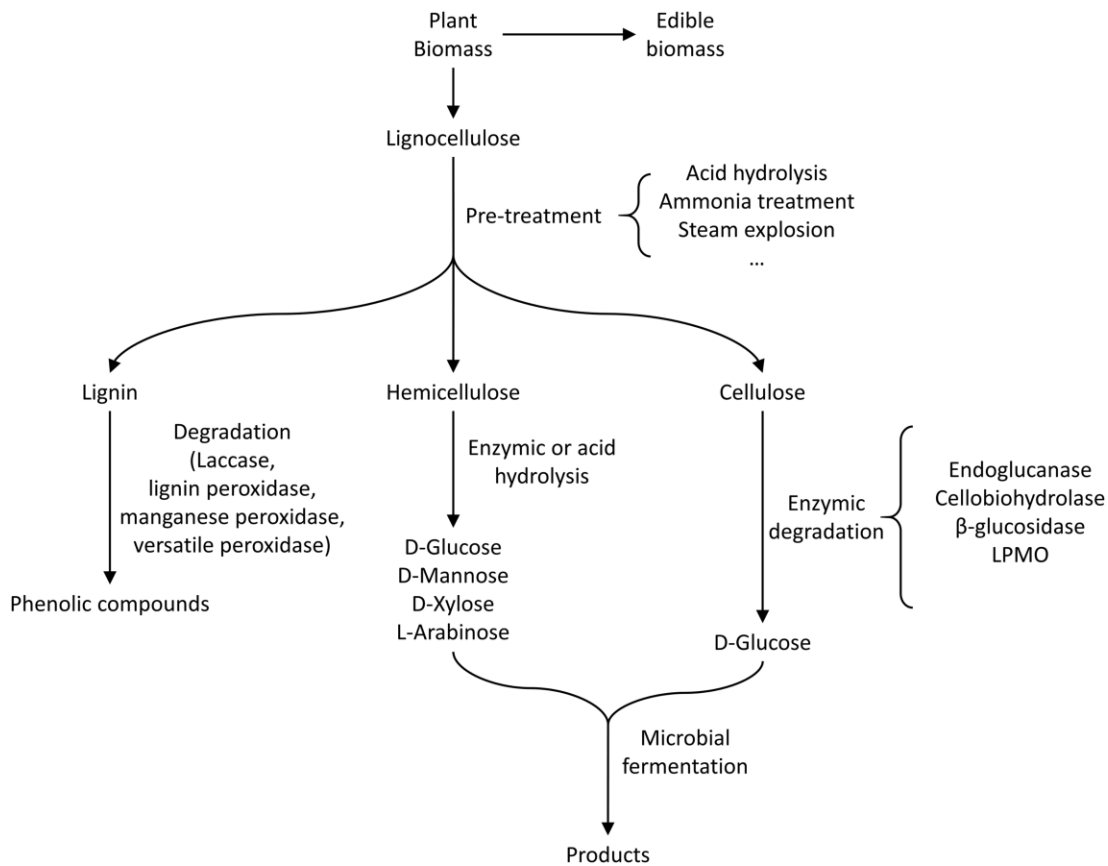 Plant
Biomass
Edible
biomass
Lignocellulose
Pre-treatment
Acid hydrolysis
Ammonia treatment
Steam explosion
...
Lignin
Hemicellulose
Cellulose
Degradation
(Laccase,
lignin peroxidase,
manganese peroxidase,
versatile peroxidase)
Enzymic or acid
hydrolysis
Enzymic
degradation
Endoglucanase
Cellobiohydrolase
β-glucosidase
LPMO
Phenolic compounds
D-Glucose
D-Mannose
D-Xylose
L-Arabinose
D-Glucose
Microbial
fermentation
Products